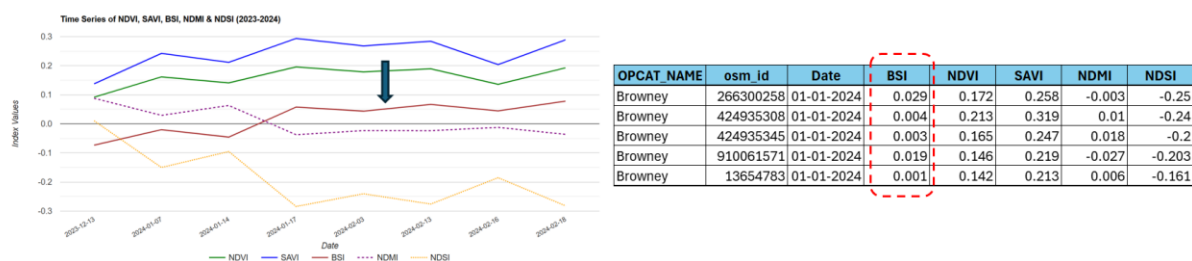 Time Series of NDVI, SAVI, BSI, NDMI & NDSI (2023-2024)
Index Values
0.3
0.2
0.1
0.0
-0.1
-0.2
-0.3
2023-12-13
2024-01-07
2024-01-14
2024-01-17
2024-02-03
2024-02-13
2024-02-16
2024-02-18
Date
NDVI SAVI BSI NDMI NDSI
OPCAT_NAME osm_id Date BSI NDVI SAVI NDMI NDSI
Browney 266300258 01-01-2024 0.029 0.172 0.258 -0.003 -0.25
Browney 424935308 01-01-2024 0.004 0.213 0.319 0.01 -0.24
Browney 424935345 01-01-2024 0.003 0.165 0.247 0.018 -0.2
Browney 910061571 01-01-2024 0.019 0.146 0.219 -0.027 -0.203
Browney 13654783 01-01-2024 0.001 0.142 0.213 0.006 -0.161